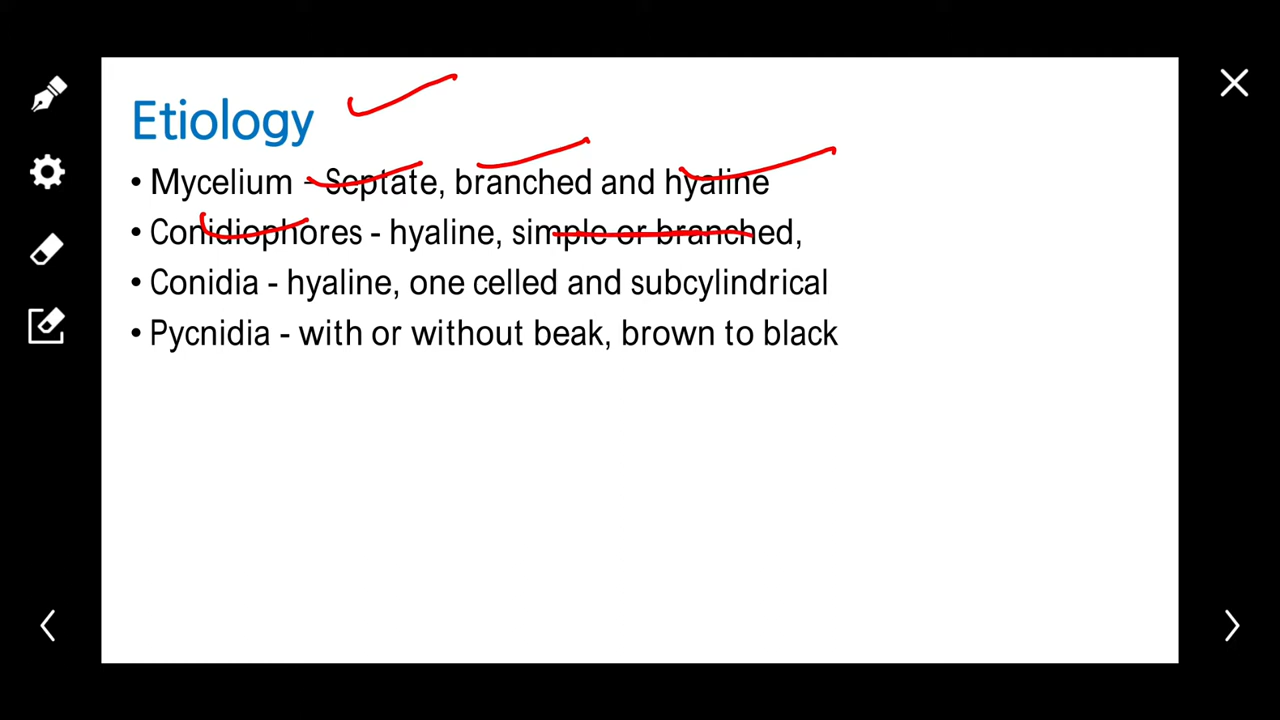 Etiology
• Mycelium - Septate, branched and hyaline
• Conidiophores - hyaline, simple or branched,
• Conidia - hyaline, one celled and subcylindrical
• Pycnidia - with or without beak, brown to black